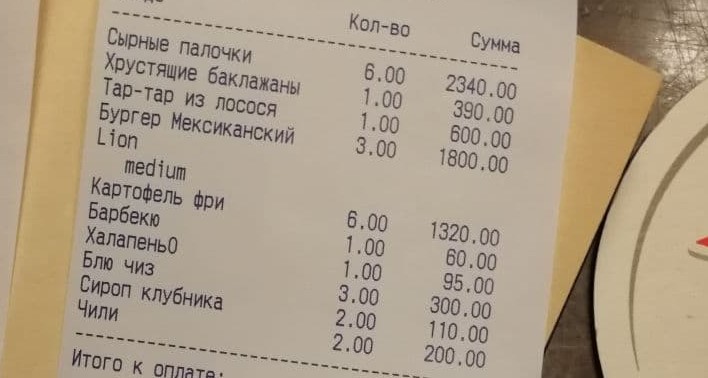 Кол-во Сумма
Сырные палочки 6.00 2340.00
Хрустящие баклажаны 1.00 390.00
Тар-тар из лосося 1.00 600.00
Бургер Мексиканский 3.00 1800.00
Lion
medium
Картофель фри 6.00 1320.00
Барбекю 1.00 60.00
Халапень0 1.00 95.00
Блю чиз 3.00 300.00
Сироп клубника 2.00 110.00
Чили 2.00 200.00
Итого к оплате: